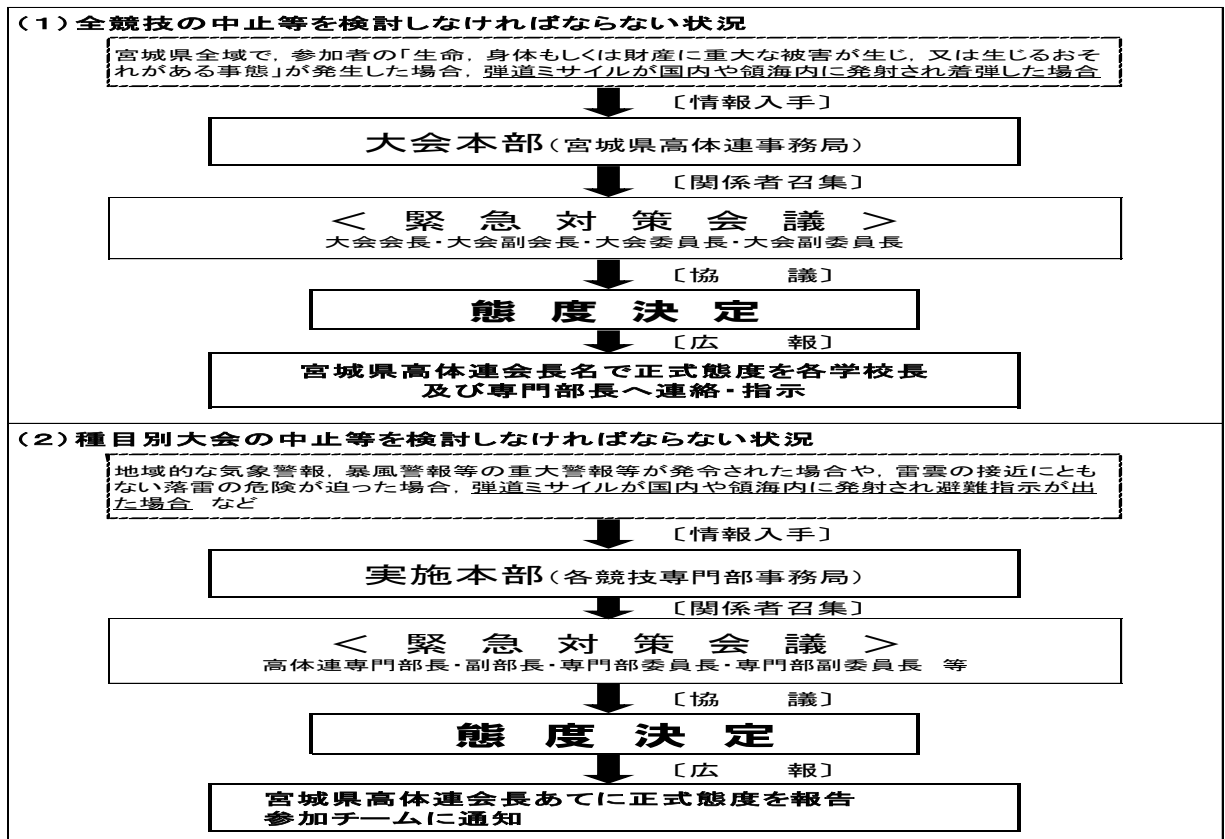 (1)全競技の中止等を検討しなければならない状況
宮城県全域で，参加者の「生命，身体もしくは財産に重大な被害が生じ，又は生じるおそ
れがある事態」が発生した場合，弾道ミサイルが国内や領海内に発射され着弾した場合
〔情報入手〕
大会本部(宮城県高体連事務局)
〔関係者召集〕
＜ 緊 急 対 策 会 議 ＞
大会会長・大会副会長・大会委員長・大会副委員長
〔協　　議〕
態 度 決 定
〔広　　報〕
宮城県高体連会長名で正式態度を各学校長
及び専門部長へ連絡・指示
(2)種目別大会の中止等を検討しなければならない状況
地域的な気象警報，暴風警報等の重大警報等が発令された場合や，雷雲の接近にとも
ない落雷の危険が迫った場合，弾道ミサイルが国内や領海内に発射され避難指示が出
た場合 など
〔情報入手〕
実施本部(各競技専門部事務局)
〔関係者召集〕
＜ 緊 急 対 策 会 議 ＞
高体連専門部長・副部長・専門部委員長・専門部副委員長 等
〔協　　議〕
態 度 決 定
〔広　　報〕
宮城県高体連会長あてに正式態度を報告
参加チームに通知